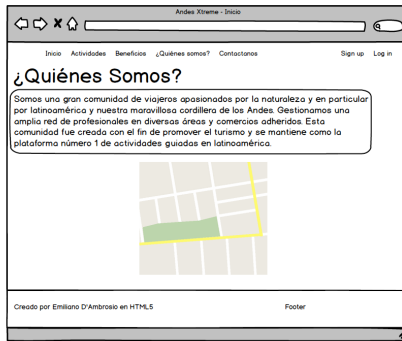 Andes Xtreme - Inicio
Inicio Actividades Beneficios ¿Quiénes somos? Contactanos Sign up Log in
¿Quiénes Somos?
Somos una gran comunidad de viajeros apasionados por la naturaleza y en particular
por latinoamérica y nuestra maravillosa cordillera de los Andes. Gestionamos una
amplia red de profesionales en diversas áreas y comercios adheridos. Esta
comunidad fue creada con el fin de promover el turismo y se mantiene como la
plataforma número 1 de actividades guiadas en latinoamérica.
Creado por Emiliano D'Ambrosio en HTML5 Footer